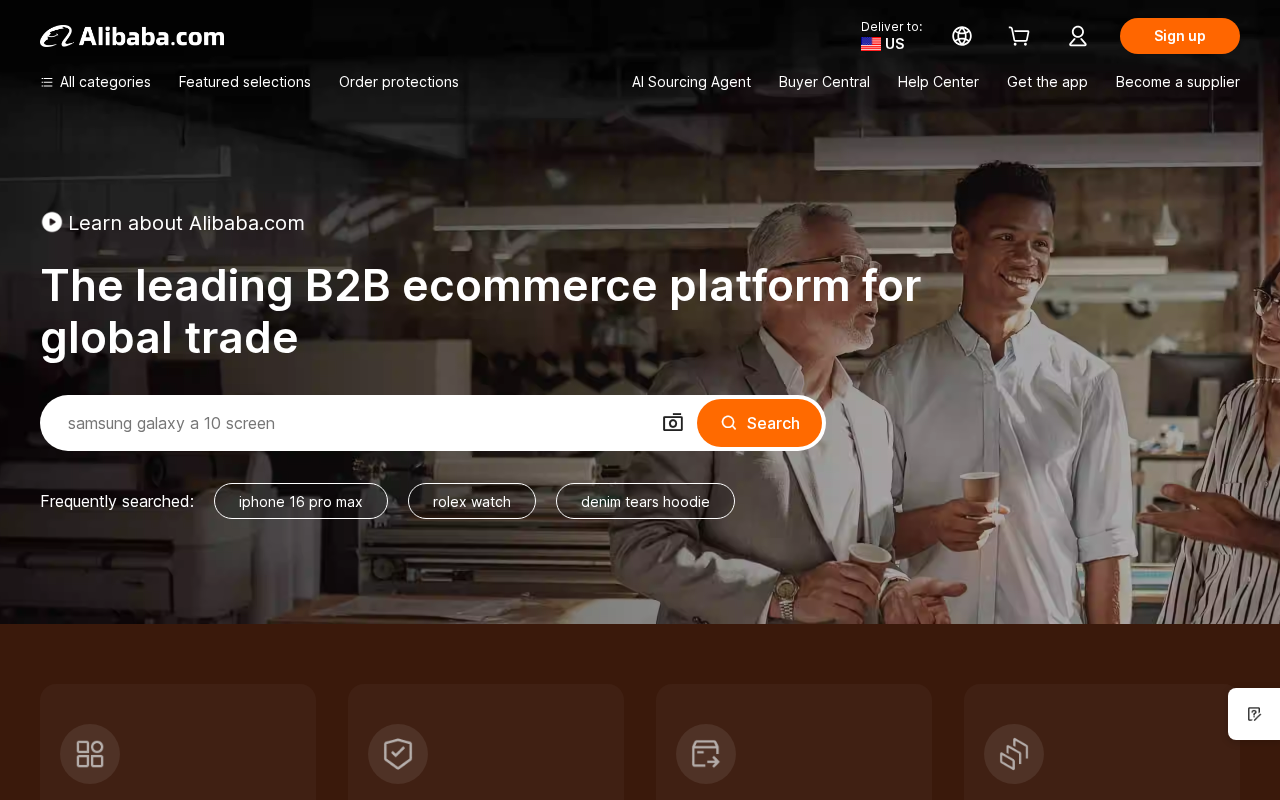 Alibaba.com
Deliver to:
US
Sign up
All categories
Featured selections
Order protections
AI Sourcing Agent
Buyer Central
Help Center
Get the app
Become a supplier
Learn about Alibaba.com
The leading B2B ecommerce platform for
global trade
samsung galaxy a 10 screen
Search
Frequently searched:
iphone 16 pro max
rolex watch
denim tears hoodie